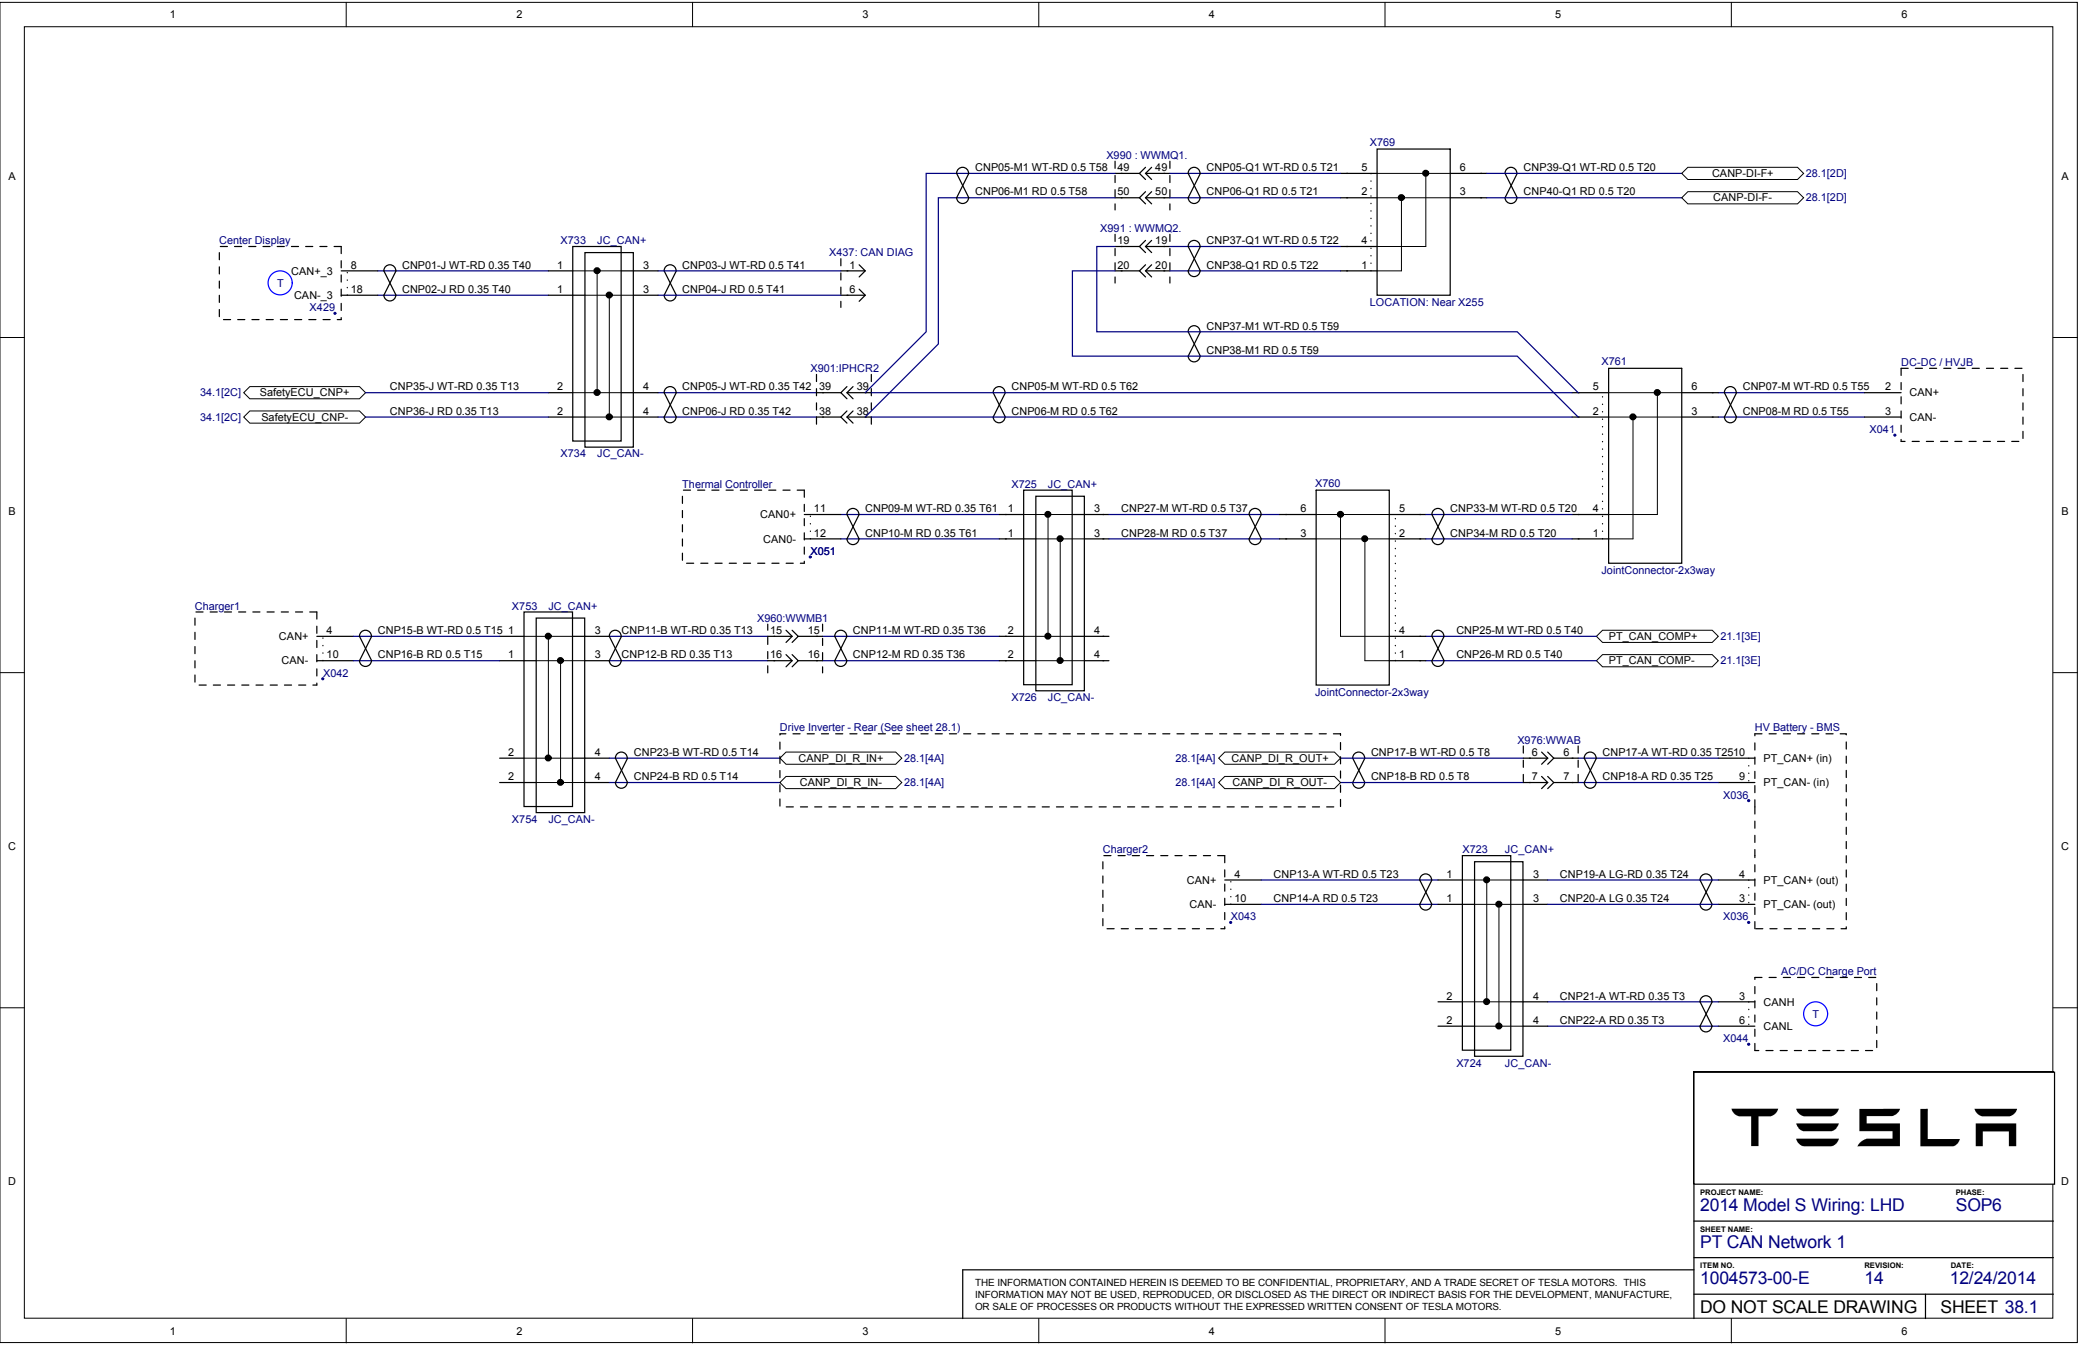 1 2 3 4 5 6
A
X769
X990 : WWMQ1.
CNP05-M1 WT-RD 0.5 T58 49 49 CNP05-Q1 WT-RD 0.5 T21 5 6 CNP39-Q1 WT-RD 0.5 T20 CANP-DI-F+ 28.1[2D]
CNP06-M1 RD 0.5 T58 50 50 CNP06-Q1 RD 0.5 T21 2 3 CNP40-Q1 RD 0.5 T20 CANP-DI-F- 28.1[2D]
X991 : WWMQ2.
19 19 CNP37-Q1 WT-RD 0.5 T22 4
20 20 CNP38-Q1 RD 0.5 T22 1
LOCATION: Near X255
Center Display X733 JC_CAN+ X437: CAN DIAG
T
CAN+_3 8 CNP01-J WT-RD 0.35 T40 1 3 CNP03-J WT-RD 0.5 T41 1
CAN-_3 18 CNP02-J RD 0.35 T40 1 3 CNP04-J RD 0.5 T41 6
X429
CNP37-M1 WT-RD 0.5 T59
CNP38-M1 RD 0.5 T59
X901:IPHCR2 X761 DC-DC / HVJB
34.1[2C] SafetyECU_CNP+ CNP35-J WT-RD 0.35 T13 2 4 CNP05-J WT-RD 0.35 T42 39 39 CNP05-M WT-RD 0.5 T62 5 6 CNP07-M WT-RD 0.5 T55 2 CAN+
34.1[2C] SafetyECU_CNP- CNP36-J RD 0.35 T13 2 4 CNP06-J RD 0.35 T42 38 38 CNP06-M RD 0.5 T62 2 3 CNP08-M RD 0.5 T55 3 CAN-
X041
X734 JC_CAN-
B
Thermal Controller X725 JC_CAN+ X760
CAN0+ 11 CNP09-M WT-RD 0.35 T61 1 3 CNP27-M WT-RD 0.5 T37 6 5 CNP33-M WT-RD 0.5 T20 4
CAN0- 12 CNP10-M RD 0.35 T61 1 3 CNP28-M RD 0.5 T37 3 2 CNP34-M RD 0.5 T20 1
X051
JointConnector-2x3way
Charger1 X753 JC_CAN+ X960:WWMB1
CAN+ 4 CNP15-B WT-RD 0.5 T15 1 3 CNP11-B WT-RD 0.35 T13 15 15 CNP11-M WT-RD 0.35 T36 2 4 4 CNP25-M WT-RD 0.5 T40 PT_CAN_COMP+ 21.1[3E]
CAN- 10 CNP16-B RD 0.5 T15 1 3 CNP12-B RD 0.35 T13 16 16 CNP12-M RD 0.35 T36 2 4 1 CNP26-M RD 0.5 T40 PT_CAN_COMP- 21.1[3E]
X042
X726 JC_CAN-
JointConnector-2x3way
Drive Inverter - Rear (See sheet 28.1) X976:WWAB HV Battery - BMS
2 4 CNP23-B WT-RD 0.5 T14 CANP_DI_R_IN+ 28.1[4A] 28.1[4A] CANP_DI_R_OUT+ CNP17-B WT-RD 0.5 T8 6 6 CNP17-A WT-RD 0.35 T25 10 PT_CAN+ (in)
2 4 CNP24-B RD 0.5 T14 CANP_DI_R_IN- 28.1[4A] 28.1[4A] CANP_DI_R_OUT- CNP18-B RD 0.5 T8 7 7 CNP18-A RD 0.35 T25 9 PT_CAN- (in)
X036
X754 JC_CAN-
C
Charger2 X723 JC_CAN+
CAN+ 4 CNP13-A WT-RD 0.5 T23 1 3 CNP19-A LG-RD 0.35 T24 4 PT_CAN+ (out)
CAN- 10 CNP14-A RD 0.5 T23 1 3 CNP20-A LG 0.35 T24 3 PT_CAN- (out)
X043 X036
AC/DC Charge Port
2 4 CNP21-A WT-RD 0.35 T3 3 CANH
2 4 CNP22-A RD 0.35 T3 6 CANL
T
X044
X724 JC_CAN-
TESLA
D
PROJECT NAME: PHASE:
2014 Model S Wiring: LHD SOP6
SHEET NAME:
PT CAN Network 1
ITEM NO. REVISION: DATE:
1004573-00-E 14 12/24/2014
DO NOT SCALE DRAWING SHEET 38.1
THE INFORMATION CONTAINED HEREIN IS DEEMED TO BE CONFIDENTIAL, PROPRIETARY, AND A TRADE SECRET OF TESLA MOTORS. THIS
INFORMATION MAY NOT BE USED, REPRODUCED, OR DISCLOSED AS THE DIRECT OR INDIRECT BASIS FOR THE DEVELOPMENT, MANUFACTURE,
OR SALE OF PROCESSES OR PRODUCTS WITHOUT THE EXPRESSED WRITTEN CONSENT OF TESLA MOTORS.
1 2 3 4 5 6
A
B
C
D